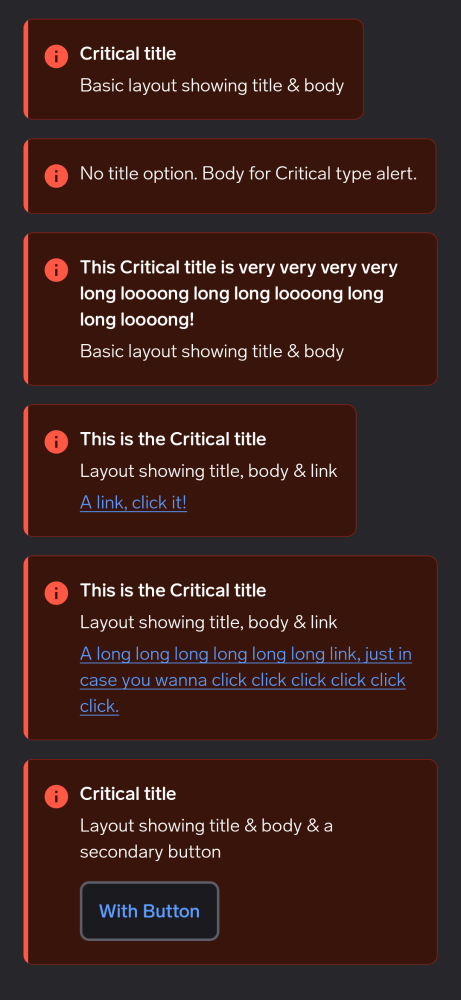 Critical title
Basic layout showing title & body
No title option. Body for Critical type alert.
This Critical title is very very very very
long loooong long long loooong long
long loooong!
Basic layout showing title & body
This is the Critical title
Layout showing title, body & link
A link, click it!
This is the Critical title
Layout showing title, body & link
A long long long long long long link, just in
case you wanna click click click click click
click.
Critical title
Layout showing title & body & a
secondary button
With Button